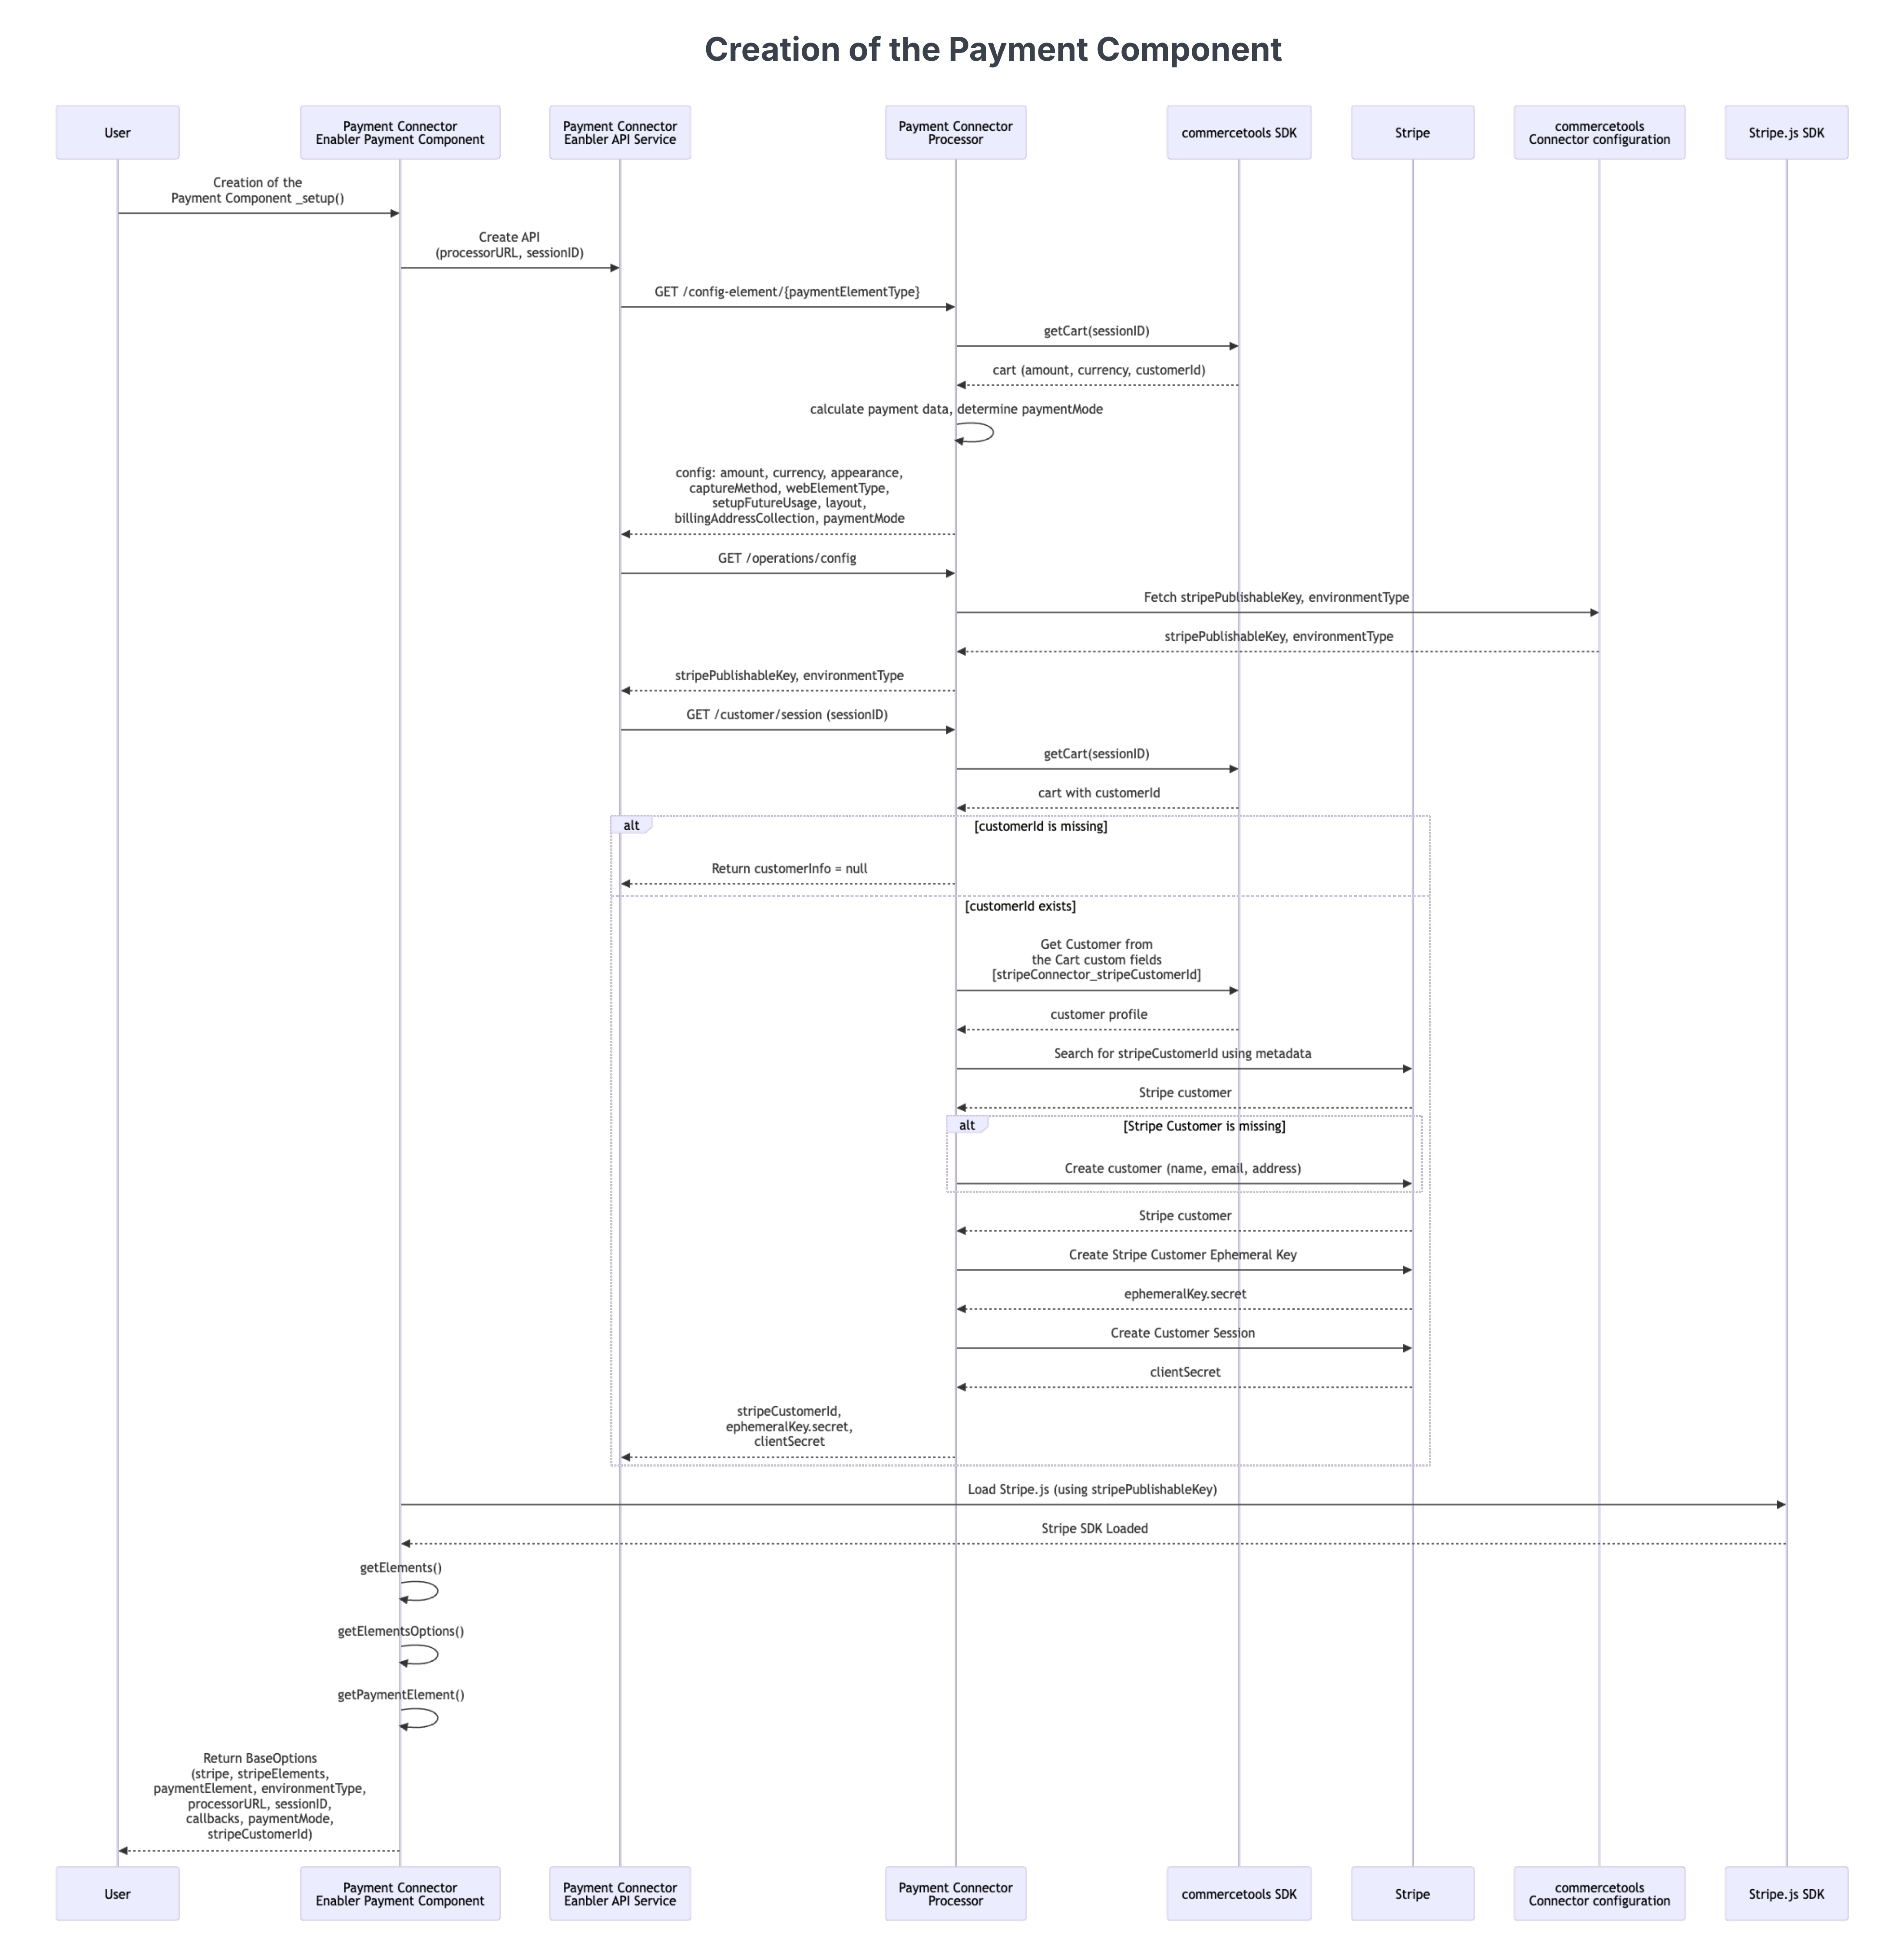 Creation of the Payment Component
User
Payment Connector
Enabler Payment Component
Payment Connector
Eanbler API Service
Payment Connector
Processor
commercetools SDK
Stripe
commercetools
Connector configuration
Stripe.js SDK
Creation of the
Payment Component _setup()
Create API
(processorURL, sessionID)
GET /config-element/{paymentElementType}
getCart(sessionID)
cart (amount, currency, customerId)
calculate payment data, determine paymentMode
config: amount, currency, appearance,
captureMethod, webElementType,
setupFutureUsage, layout,
billingAddressCollection, paymentMode
GET /operations/config
Fetch stripePublishableKey, environmentType
stripePublishableKey, environmentType
stripePublishableKey, environmentType
GET /customer/session (sessionID)
getCart(sessionID)
cart with customerId
alt
[customerId is missing]
Return customerInfo = null
[customerId exists]
Get Customer from
the Cart custom fields
[stripeConnector_stripeCustomerId]
customer profile
Search for stripeCustomerId using metadata
Stripe customer
alt
[Stripe Customer is missing]
Create customer (name, email, address)
Stripe customer
Create Stripe Customer Ephemeral Key
ephemeralKey.secret
Create Customer Session
clientSecret
stripeCustomerId,
ephemeralKey.secret,
clientSecret
Load Stripe.js (using stripePublishableKey)
Stripe SDK Loaded
getElements()
getElementsOptions()
getPaymentElement()
Return BaseOptions
(stripe, stripeElements,
paymentElement, environmentType,
processorURL, sessionID,
callbacks, paymentMode,
stripeCustomerId)
User
Payment Connector
Enabler Payment Component
Payment Connector
Eanbler API Service
Payment Connector
Processor
commercetools SDK
Stripe
commercetools
Connector configuration
Stripe.js SDK